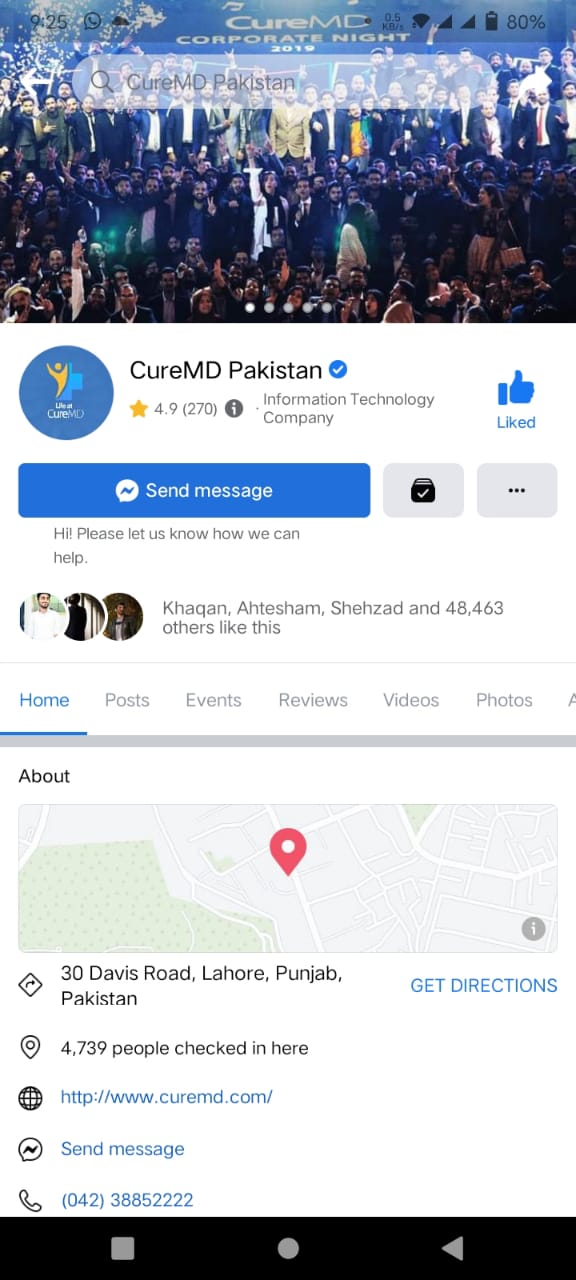 9:25
0.5
KB/s
80%
CureMD
CORPORATE NIGHT
2019
CureMD Pakistan
Life at
CureMD
CureMD Pakistan
4.9 (270) · Information Technology
Company
Liked
Send message
Hi! Please let us know how we can
help.
Khaqan, Ahtesham, Shehzad and 48,463
others like this
Home Posts Events Reviews Videos Photos A
About
30 Davis Road, Lahore, Punjab,
Pakistan
GET DIRECTIONS
4,739 people checked in here
http://www.curemd.com/
Send message
(042) 38852222